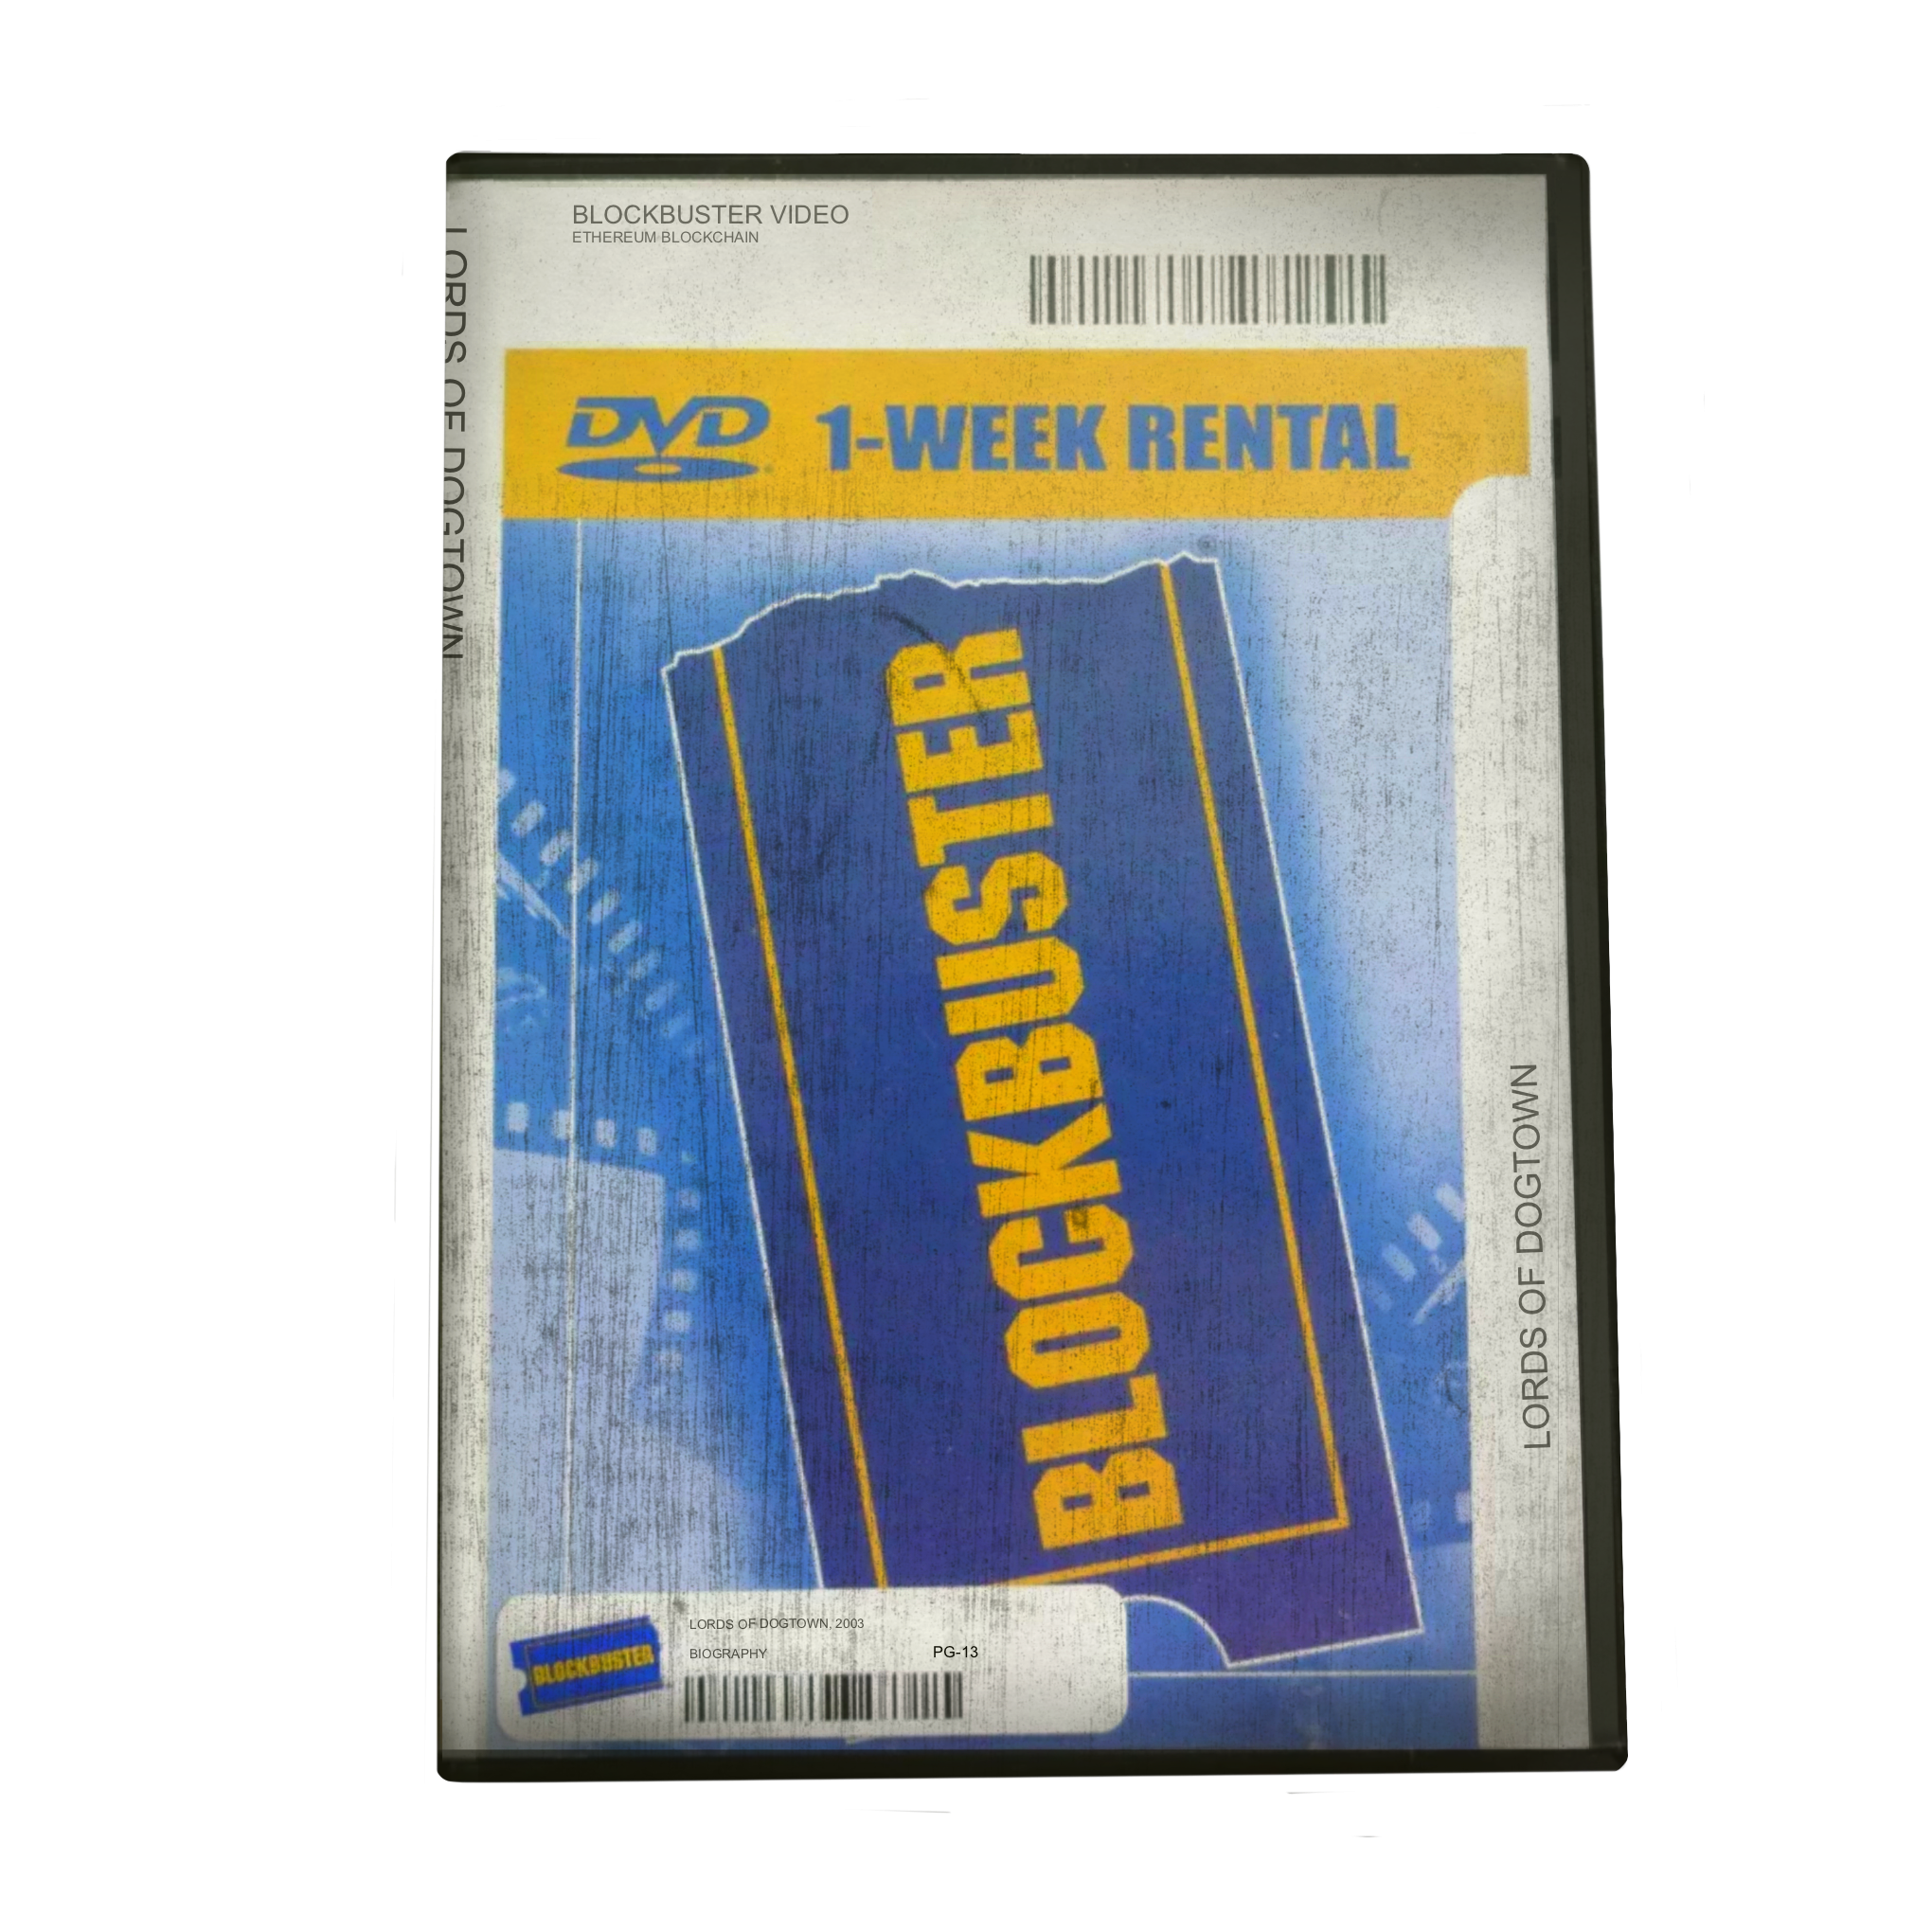 BLOCKBUSTER VIDEO
ETHEREUM BLOCKCHAIN
LORDS OF DOGTOWN
DVD 1-WEEK RENTAL
BLOCKBUSTER
LORDS OF DOGTOWN
BLOCKBUSTER
LORDS OF DOGTOWN, 2003
BIOGRAPHY PG-13